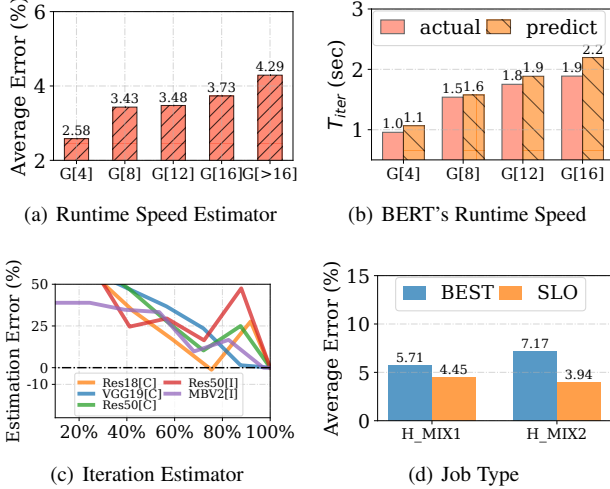 Average Error (%)
6
4
2
2.58
3.43
3.48
3.73
4.29
G[4] G[8] G[12] G[16] G[>16]
(a) Runtime Speed Estimator
T_iter (sec)
3
2
1
actual predict
1.0 1.1
1.5 1.6
1.8 1.9
1.9 2.2
G[4] G[8] G[12] G[16]
(b) BERT's Runtime Speed
Estimation Error (%)
50
25
0
-10
Res18[C] Res50[I]
VGG19[C] MBV2[I]
Res50[C]
20% 40% 60% 80% 100%
(c) Iteration Estimator
Average Error (%)
15
10
5
0
BEST SLO
5.71 4.45
7.17 3.94
H_MIX1 H_MIX2
(d) Job Type